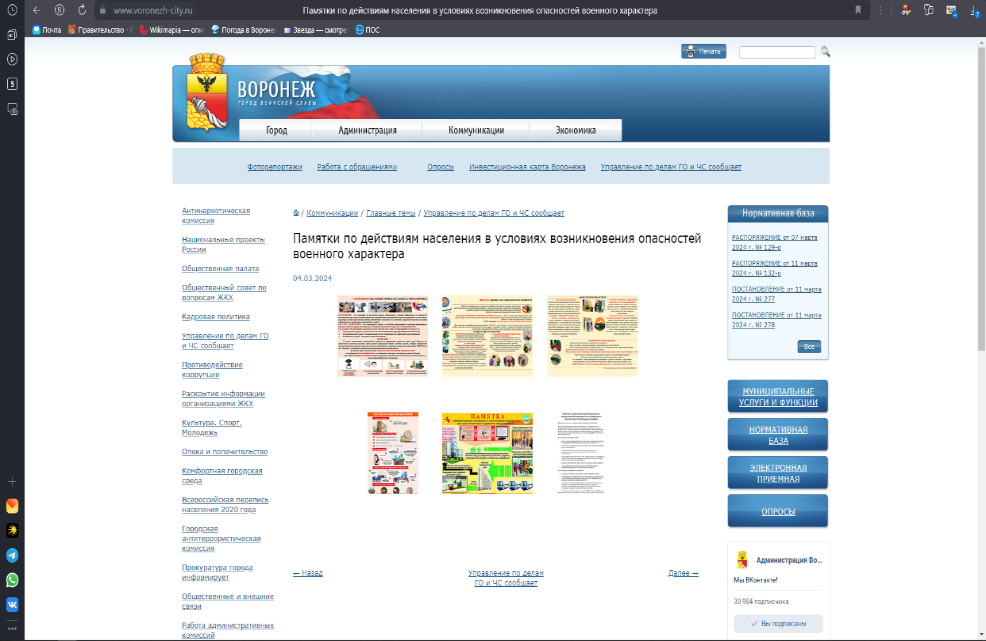 www.voronezh-city.ru
Памятки по действиям населения в условиях возникновения опасностей военного характера
Почта
Правительство - Г
Wikimapia — опи
Погода в Вороне
Звезда — смотре
ПОС
5
Печать
ВОРОНЕЖ
ГОРОД ВОИНСКОЙ СЛАВЫ
Город
Администрация
Коммуникации
Экономика
Фоторепортажи
Работа с обращениями
Опросы
Инвестиционная карта Воронежа
Управление по делам ГО и ЧС сообщает
Антинаркотическая
комиссия
Национальные проекты
России
Общественная палата
Общественный совет по
вопросам ЖКХ
Кадровая политика
Управление по делам ГО
и ЧС сообщает
Противодействие
коррупции
Раскрытие информации
организациями ЖКХ
Культура. Спорт.
Молодежь
Опека и попечительство
Комфортная городская
среда
Всероссийская перепись
населения 2020 года
Городская
антитеррористическая
комиссия
Прокуратура города
информирует
Общественные и внешние
связи
Работа административных
комиссий
/ Коммуникации / Главные темы / Управление по делам ГО и ЧС сообщает
Памятки по действиям населения в условиях возникновения опасностей
военного характера
04.03.2024
ПАМЯТКА
← Назад
Управление по делам
ГО и ЧС сообщает
Далее →
Нормативная база
РАСПОРЯЖЕНИЕ от 07 марта
2024 г. № 129-р
РАСПОРЯЖЕНИЕ от 11 марта
2024 г. № 132-р
ПОСТАНОВЛЕНИЕ от 11 марта
2024 г. № 277
ПОСТАНОВЛЕНИЕ от 11 марта
2024 г. № 278
Все
МУНИЦИПАЛЬНЫЕ
УСЛУГИ И ФУНКЦИИ
НОРМАТИВНАЯ
БАЗА
ЭЛЕКТРОННАЯ
ПРИЕМНАЯ
ОПРОСЫ
Администрация Во...
Мы ВКонтакте!
30 984 подписчика
Вы подписаны